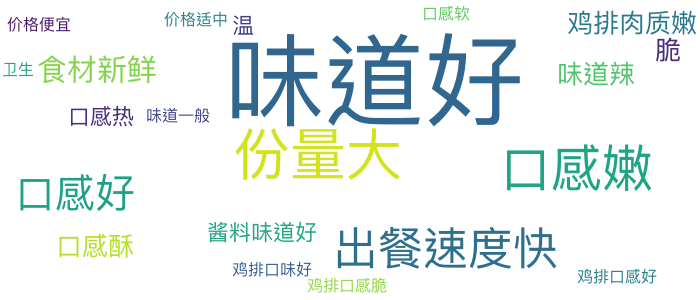 价格便宜
价格适中
温
口感软
鸡排肉质嫩
脆
卫生
食材新鲜
味道好
味道辣
口感热
味道一般
份量大
口感嫩
口感好
口感酥
酱料味道好
出餐速度快
鸡排口味好
鸡排口感脆
鸡排口感好